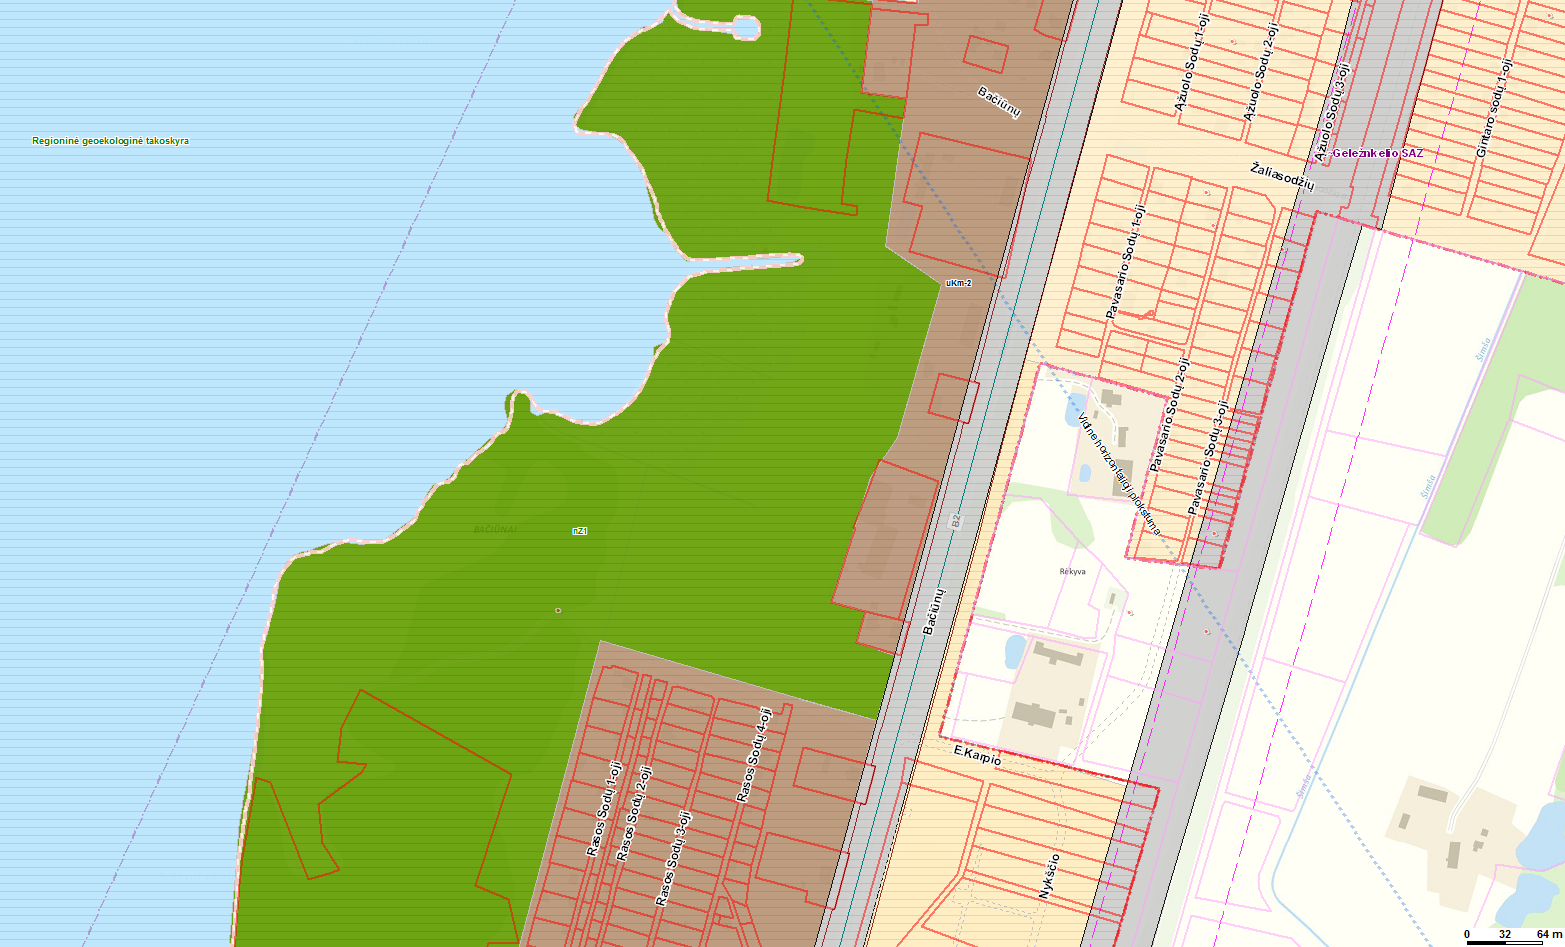 Ąžuolo Sodų 1-oji
Ąžuolo Sodų 2-oji
Ąžuolo Sodų 3-oji
Gintaro sodų 1-oji
Bačiūnų
Regioninė geoekologinė takoskyra
Geležnkelio SAZ
Žaliasodžių
Pavasario Sodų 1-oji
uKm-2
Šimša
Pavasario Sodų 2-oji
Pavasario Sodų 3-oji
Vidinė horizontalioji plokštuma
Šimša
B2
BAČIŪNAI
nZ1
Rėkyva
Bačiūnų
E.Karpio
Rasos Sodų 4-oji
Rasos Sodų 1-oji
Rasos Sodų 2-oji
Rasos Sodų 3-oji
Šimša
Nykščio
0 32 64 m